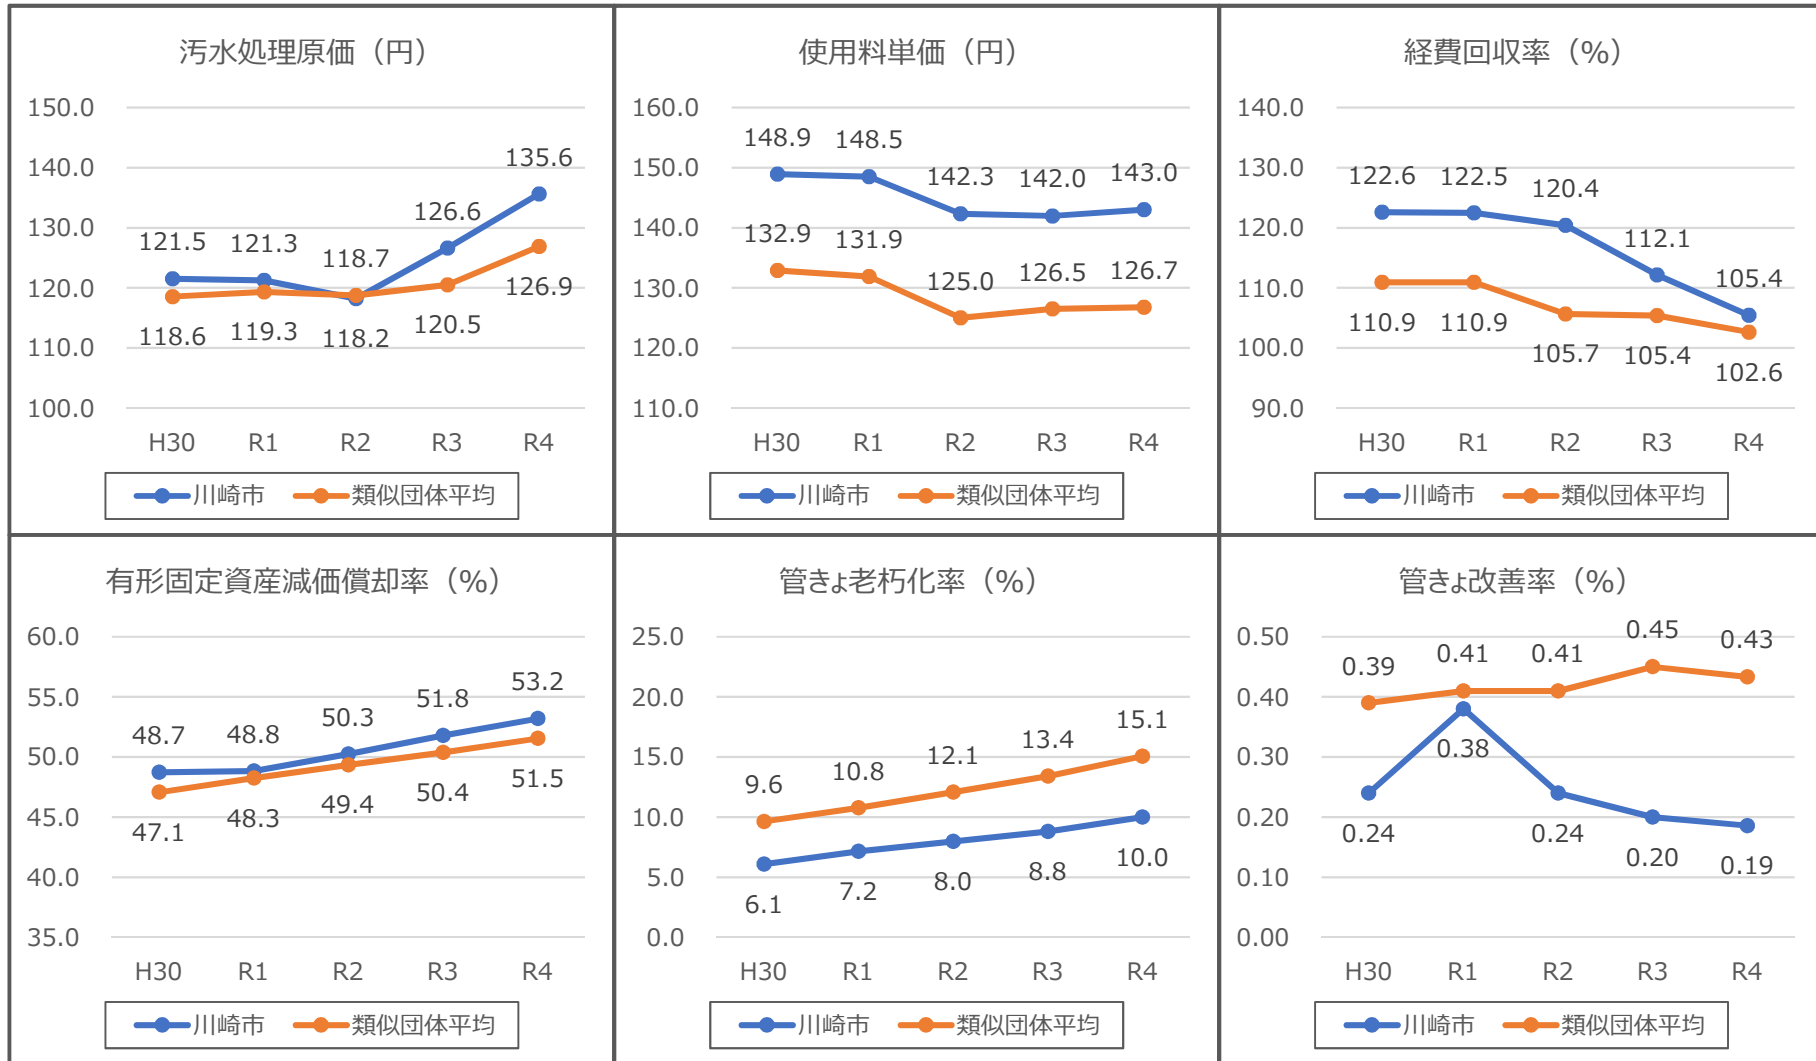 汚水処理原価（円）
150.0
140.0
130.0
120.0
110.0
100.0
121.5
121.3
118.7
126.6
135.6
118.6
119.3
118.2
120.5
126.9
H30
R1
R2
R3
R4
川崎市
類似団体平均
使用料単価（円）
160.0
150.0
140.0
130.0
120.0
110.0
148.9
148.5
142.3
142.0
143.0
132.9
131.9
125.0
126.5
126.7
H30
R1
R2
R3
R4
川崎市
類似団体平均
経費回収率（%）
140.0
130.0
120.0
110.0
100.0
90.0
122.6
122.5
120.4
112.1
105.4
110.9
110.9
105.7
105.4
102.6
H30
R1
R2
R3
R4
川崎市
類似団体平均
有形固定資産減価償却率（%）
60.0
55.0
50.0
45.0
40.0
35.0
48.7
48.8
50.3
51.8
53.2
47.1
48.3
49.4
50.4
51.5
H30
R1
R2
R3
R4
川崎市
類似団体平均
管きょ老朽化率（%）
25.0
20.0
15.0
10.0
5.0
0.0
9.6
10.8
12.1
13.4
15.1
6.1
7.2
8.0
8.8
10.0
H30
R1
R2
R3
R4
川崎市
類似団体平均
管きょ改善率（%）
0.50
0.40
0.30
0.20
0.10
0.00
0.39
0.41
0.41
0.45
0.43
0.24
0.38
0.24
0.20
0.19
H30
R1
R2
R3
R4
川崎市
類似団体平均